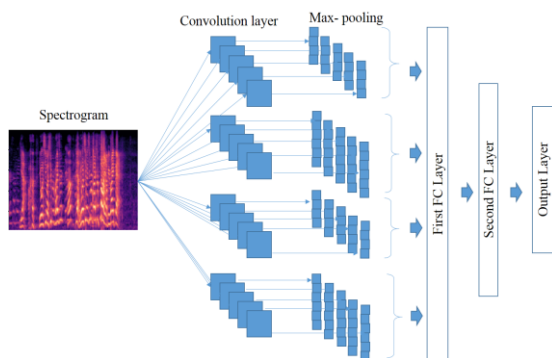 Convolution layer
Max- pooling
Spectrogram
First FC Layer
Second FC Layer
Output Layer